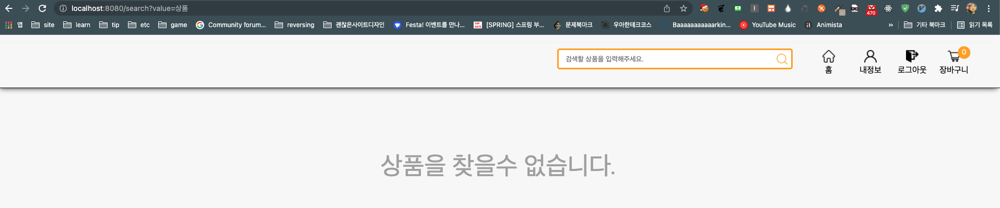 localhost:8080/search?value=상품
앱 site learn tip etc game Community forum... reversing 괜찮은사이트디자인 Festa! 이벤트를 만나... CNP NOTE [SPRING] 스프링 부... 문제북마크 우아한테크코스 Baaaaaaaaaaarkin... YouTube Music a Animista » 기타 북마크 읽기 목록
470
검색할 상품을 입력해주세요.
0
홈 내정보 로그아웃 장바구니
상품을 찾을수 없습니다.